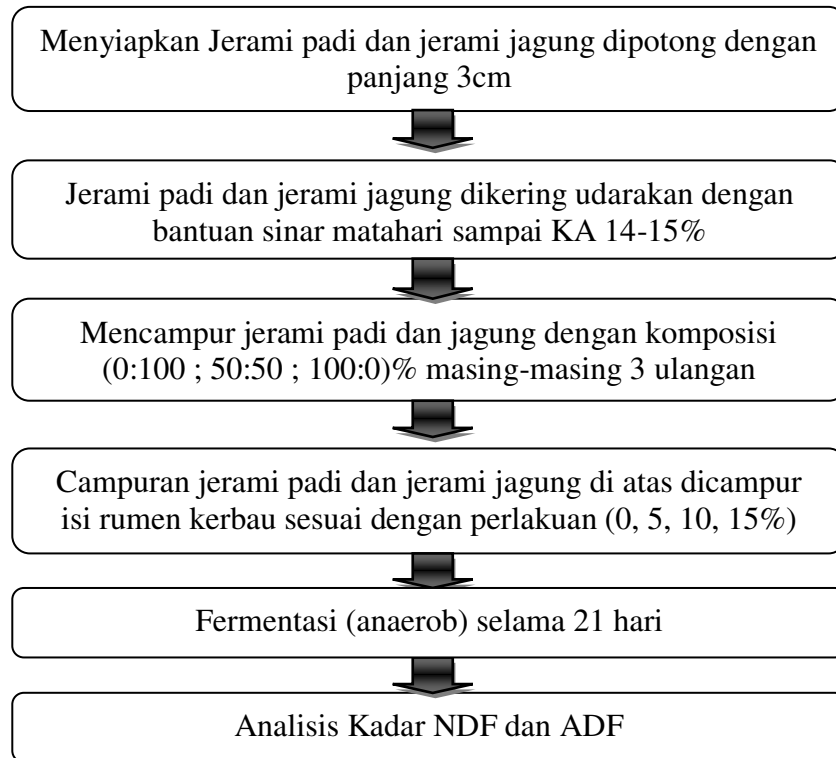 Menyiapkan Jerami padi dan jerami jagung dipotong dengan
panjang 3cm
Jerami padi dan jerami jagung dikering udarakan dengan
bantuan sinar matahari sampai KA 14-15%
Mencampur jerami padi dan jagung dengan komposisi
(0:100 ; 50:50 ; 100:0)% masing-masing 3 ulangan
Campuran jerami padi dan jerami jagung di atas dicampur
isi rumen kerbau sesuai dengan perlakuan (0, 5, 10, 15%)
Fermentasi (anaerob) selama 21 hari
Analisis Kadar NDF dan ADF